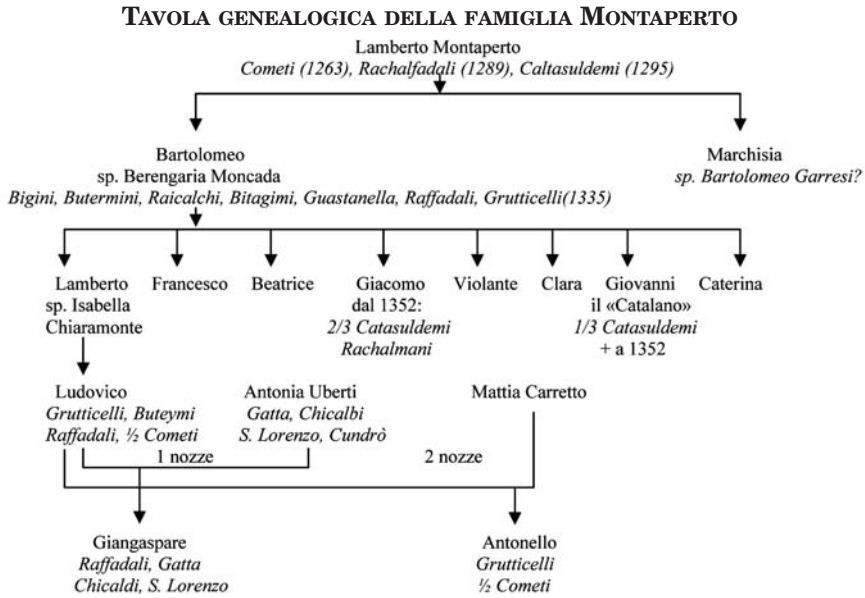 TAVOLA GENEALOGICA DELLA FAMIGLIA MONTAPERTO
Lamberto Montaperto
Cometi (1263), Rachalfadali (1289), Caltasuldemi (1295)
Bartolomeo
sp. Berengaria Moncada
Bigini, Butermini, Raicalchi, Bitagimi, Guastanella, Raffadali, Grutticelli(1335)
Marchisia
sp. Bartolomeo Garresi?
Lamberto
sp. Isabella
Chiaramonte
Francesco
Beatrice
Giacomo
dal 1352:
2/3 Catasuldemi
Rachalmani
Violante
Clara
Giovanni
il «Catalano»
1/3 Catasuldemi
+ a 1352
Caterina
Ludovico
Grutticelli, Buteymi
Raffadali, ½ Cometi
Antonia Uberti
Gatta, Chicalbi
S. Lorenzo, Cundrò
Mattia Carretto
1 nozze
2 nozze
Giangaspare
Raffadali, Gatta
Chicaldi, S. Lorenzo
Antonello
Grutticelli
½ Cometi